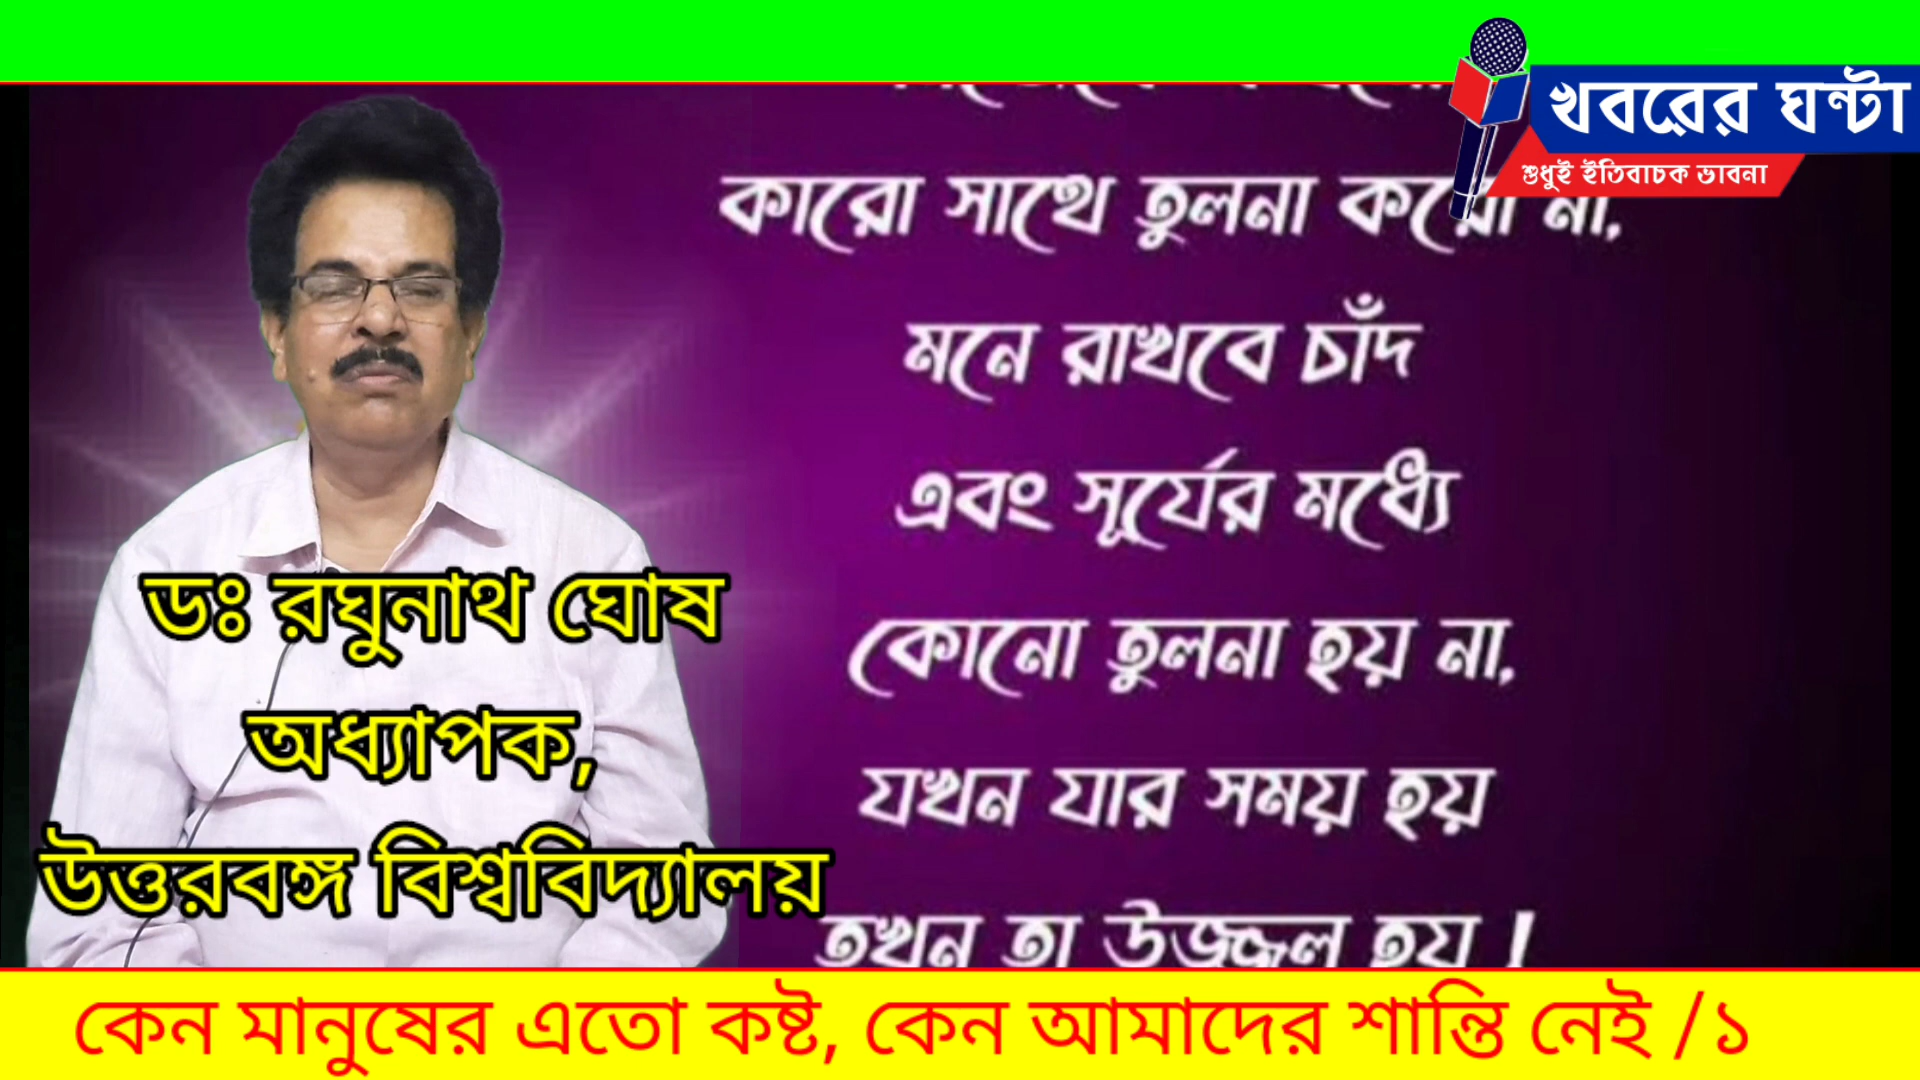 খবরের ঘন্টা
শুধুই ইতিবাচক ভাবনা
কারো সাথে তুলনা করো না,
মনে রাখবে চাঁদ
এবং সূর্যের মধ্যে
কোনো তুলনা হয় না,
যখন যার সময় হয়
তখন তা উজ্জ্বল হয় !
ডঃ রঘুনাথ ঘোষ
অধ্যাপক,
উত্তরবঙ্গ বিশ্ববিদ্যালয়
কেন মানুষের এতো কষ্ট, কেন আমাদের শান্তি নেই /১